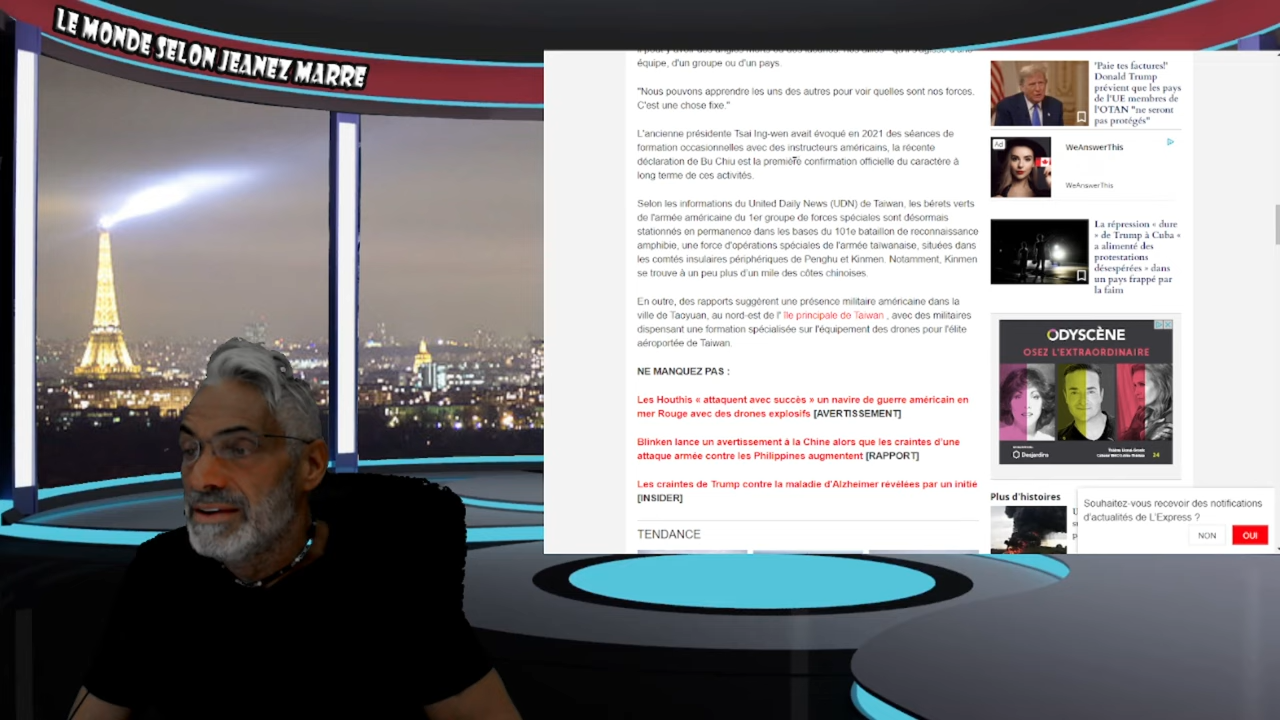 LE MONDE SELON JEANEZ MARRE
équipe, d'un groupe ou d'un pays.
"Nous pouvons apprendre les uns des autres pour voir quelles sont nos forces.
C'est une chose fixe."
L'ancienne présidente Tsai Ing-wen avait évoqué en 2021 des séances de
formation occasionnelles avec des instructeurs américains, la récente
déclaration de Bu Chiu est la première confirmation officielle du caractère à
long terme de ces activités.
Selon les informations du United Daily News (UDN) de Taiwan, les bérets verts
de l'armée américaine du 1er groupe de forces spéciales sont désormais
stationnés en permanence dans les bases du 101e bataillon de reconnaissance
amphibie, une force d'opérations spéciales de l'armée taïwanaise, situées dans
les comtés insulaires périphériques de Penghu et Kinmen. Notamment, Kinmen
se trouve à un peu plus d'un mile des côtes chinoises.
En outre, des rapports suggèrent une présence militaire américaine dans la
ville de Taoyuan, au nord-est de l' île principale de Taiwan , avec des militaires
dispensant une formation spécialisée sur l'équipement des drones pour l'élite
aéroportée de Taiwan.
NE MANQUEZ PAS :
Les Houthis « attaquent avec succès » un navire de guerre américain en
mer Rouge avec des drones explosifs [AVERTISSEMENT]
Blinken lance un avertissement à la Chine alors que les craintes d'une
attaque armée contre les Philippines augmentent [RAPPORT]
Les craintes de Trump contre la maladie d'Alzheimer révélées par un initié
[INSIDER]
TENDANCE
'Paie tes factures!'
Donald Trump
prévient que les pays
de l'UE membres de
l'OTAN "ne seront
pas protégés"
Ad
WeAnswerThis
WeAnswerThis
La répression « dure
» de Trump à Cuba «
a alimenté des
protestations
désespérées « dans
un pays frappé par
la faim
ODYSCÈNE
OSEZ L'EXTRAORDINAIRE
Desjardins
Plus d'histoires
Souhaitez-vous recevoir des notifications
d'actualités de L'Express ?
NON
OUI